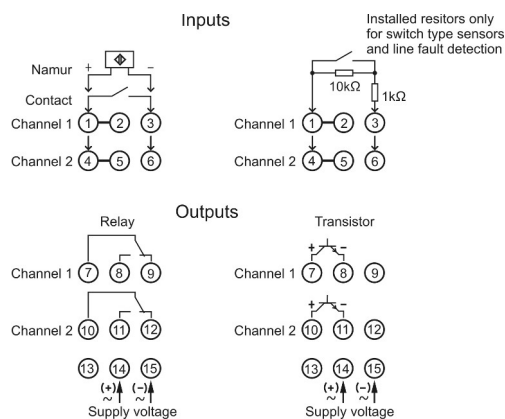 Inputs
Installed resitors only
for switch type sensors
and line fault detection
Namur + −
Contact
10kΩ
1kΩ
Channel 1 1 2 3
Channel 1 1 2 3
Channel 2 4 5 6
Channel 2 4 5 6
Outputs
Relay
Transistor
+ −
Channel 1 7 8 9
Channel 1 7 8 9
+ −
Channel 2 10 11 12
Channel 2 10 11 12
13 14 15
13 14 15
(+) (−)
(+) (−)
~ ~
~ ~
Supply voltage
Supply voltage